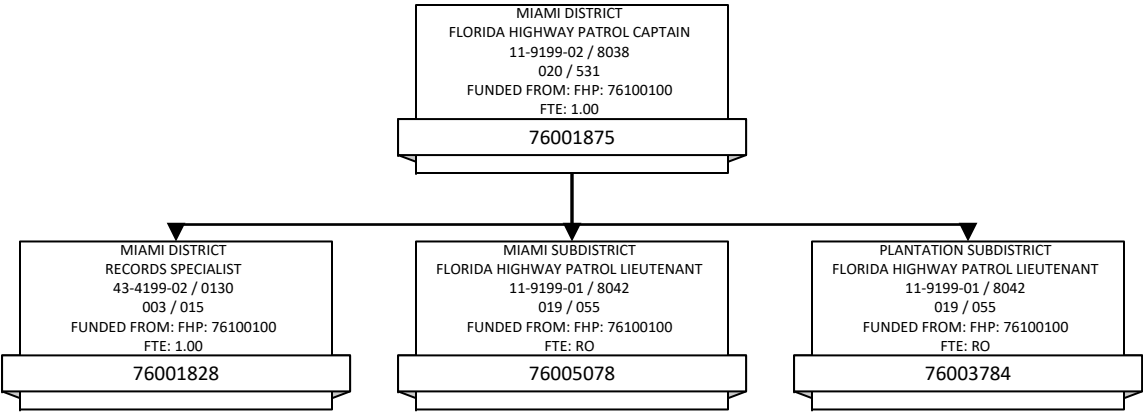 MIAMI DISTRICT
FLORIDA HIGHWAY PATROL CAPTAIN
11-9199-02 / 8038
020 / 531
FUNDED FROM: FHP: 76100100
FTE: 1.00
76001875
MIAMI DISTRICT
RECORDS SPECIALIST
43-4199-02 / 0130
003 / 015
FUNDED FROM: FHP: 76100100
FTE: 1.00
76001828
MIAMI SUBDISTRICT
FLORIDA HIGHWAY PATROL LIEUTENANT
11-9199-01 / 8042
019 / 055
FUNDED FROM: FHP: 76100100
FTE: RO
76005078
PLANTATION SUBDISTRICT
FLORIDA HIGHWAY PATROL LIEUTENANT
11-9199-01 / 8042
019 / 055
FUNDED FROM: FHP: 76100100
FTE: RO
76003784